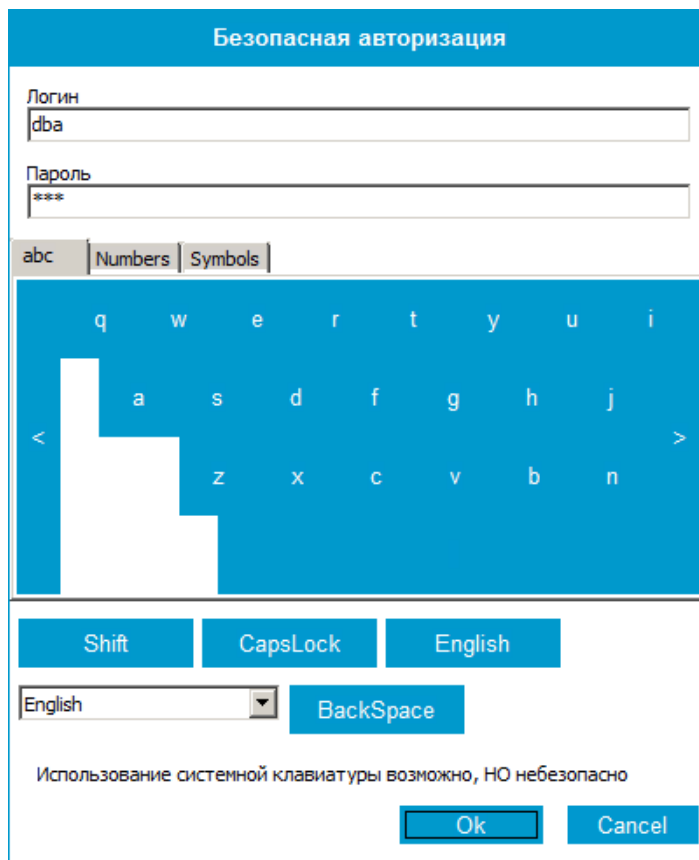 Безопасная авторизация
Логин
dba
Пароль
***
abc Numbers Symbols
q w e r t y u i
a s d f g h j
< >
z x c v b n
Shift CapsLock English
English BackSpace
Использование системной клавиатуры возможно, НО небезопасно
Ok Cancel